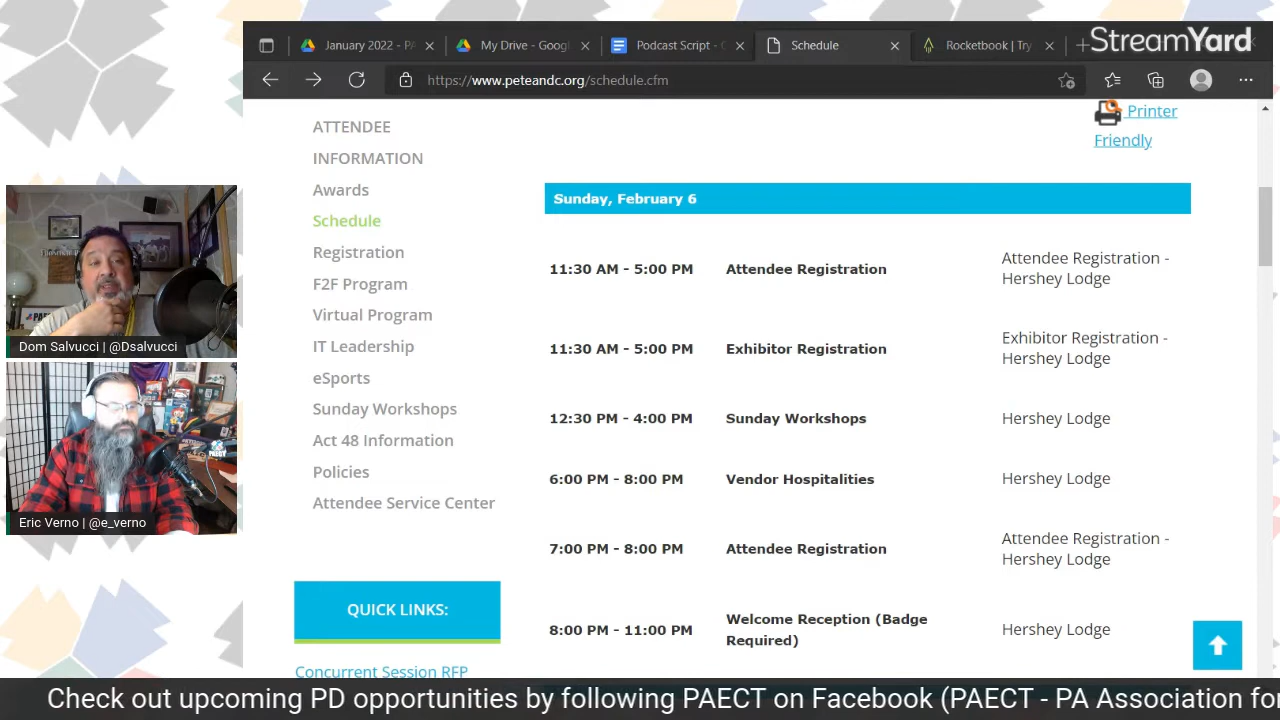 January 2022 - PA
My Drive - Googl
Podcast Script - C
Schedule
Rocketbook | Try
StreamYard
https://www.peteandc.org/schedule.cfm
Printer
Friendly
ATTENDEE
INFORMATION
Awards
Schedule
Registration
F2F Program
Virtual Program
IT Leadership
eSports
Sunday Workshops
Act 48 Information
Policies
Attendee Service Center
QUICK LINKS:
Concurrent Session RFP
Sunday, February 6
11:30 AM - 5:00 PM Attendee Registration Attendee Registration -
Hershey Lodge
11:30 AM - 5:00 PM Exhibitor Registration Exhibitor Registration -
Hershey Lodge
12:30 PM - 4:00 PM Sunday Workshops Hershey Lodge
6:00 PM - 8:00 PM Vendor Hospitalities Hershey Lodge
7:00 PM - 8:00 PM Attendee Registration Attendee Registration -
Hershey Lodge
8:00 PM - 11:00 PM Welcome Reception (Badge
Required) Hershey Lodge
Dom Salvucci | @Dsalvucci
Eric Verno | @e_verno
Check out upcoming PD opportunities by following PAECT on Facebook (PAECT - PA Association for